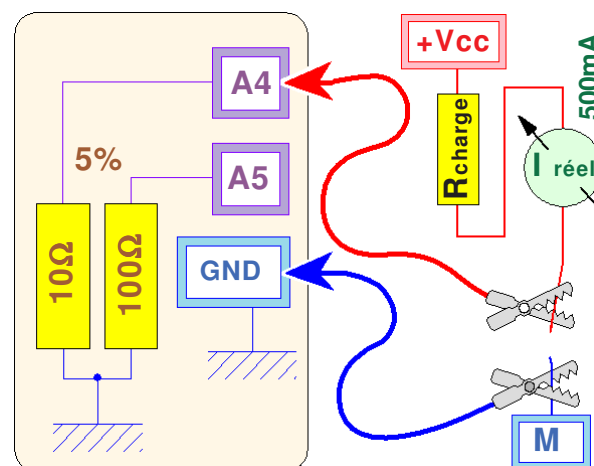 A4
5%
A5
10Ω
100Ω
GND
+Vcc
Rcharge
500mA
I réel
M